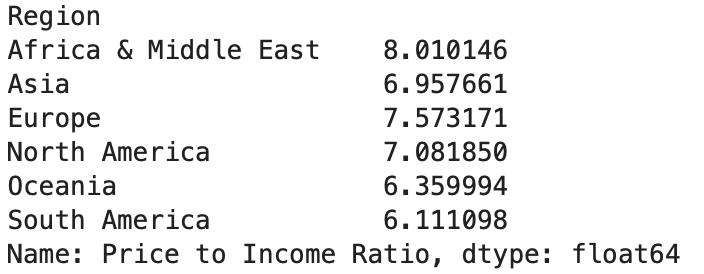 Region
Africa & Middle East    8.010146
Asia                    6.957661
Europe                  7.573171
North America           7.081850
Oceania                 6.359994
South America           6.111098
Name: Price to Income Ratio, dtype: float64